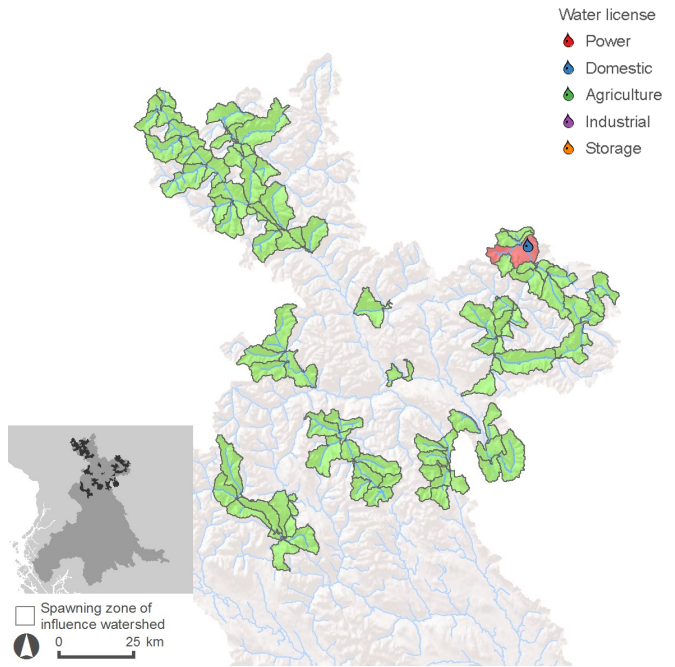 Water license
Power
Domestic
Agriculture
Industrial
Storage
Spawning zone of
influence watershed
0 25 km